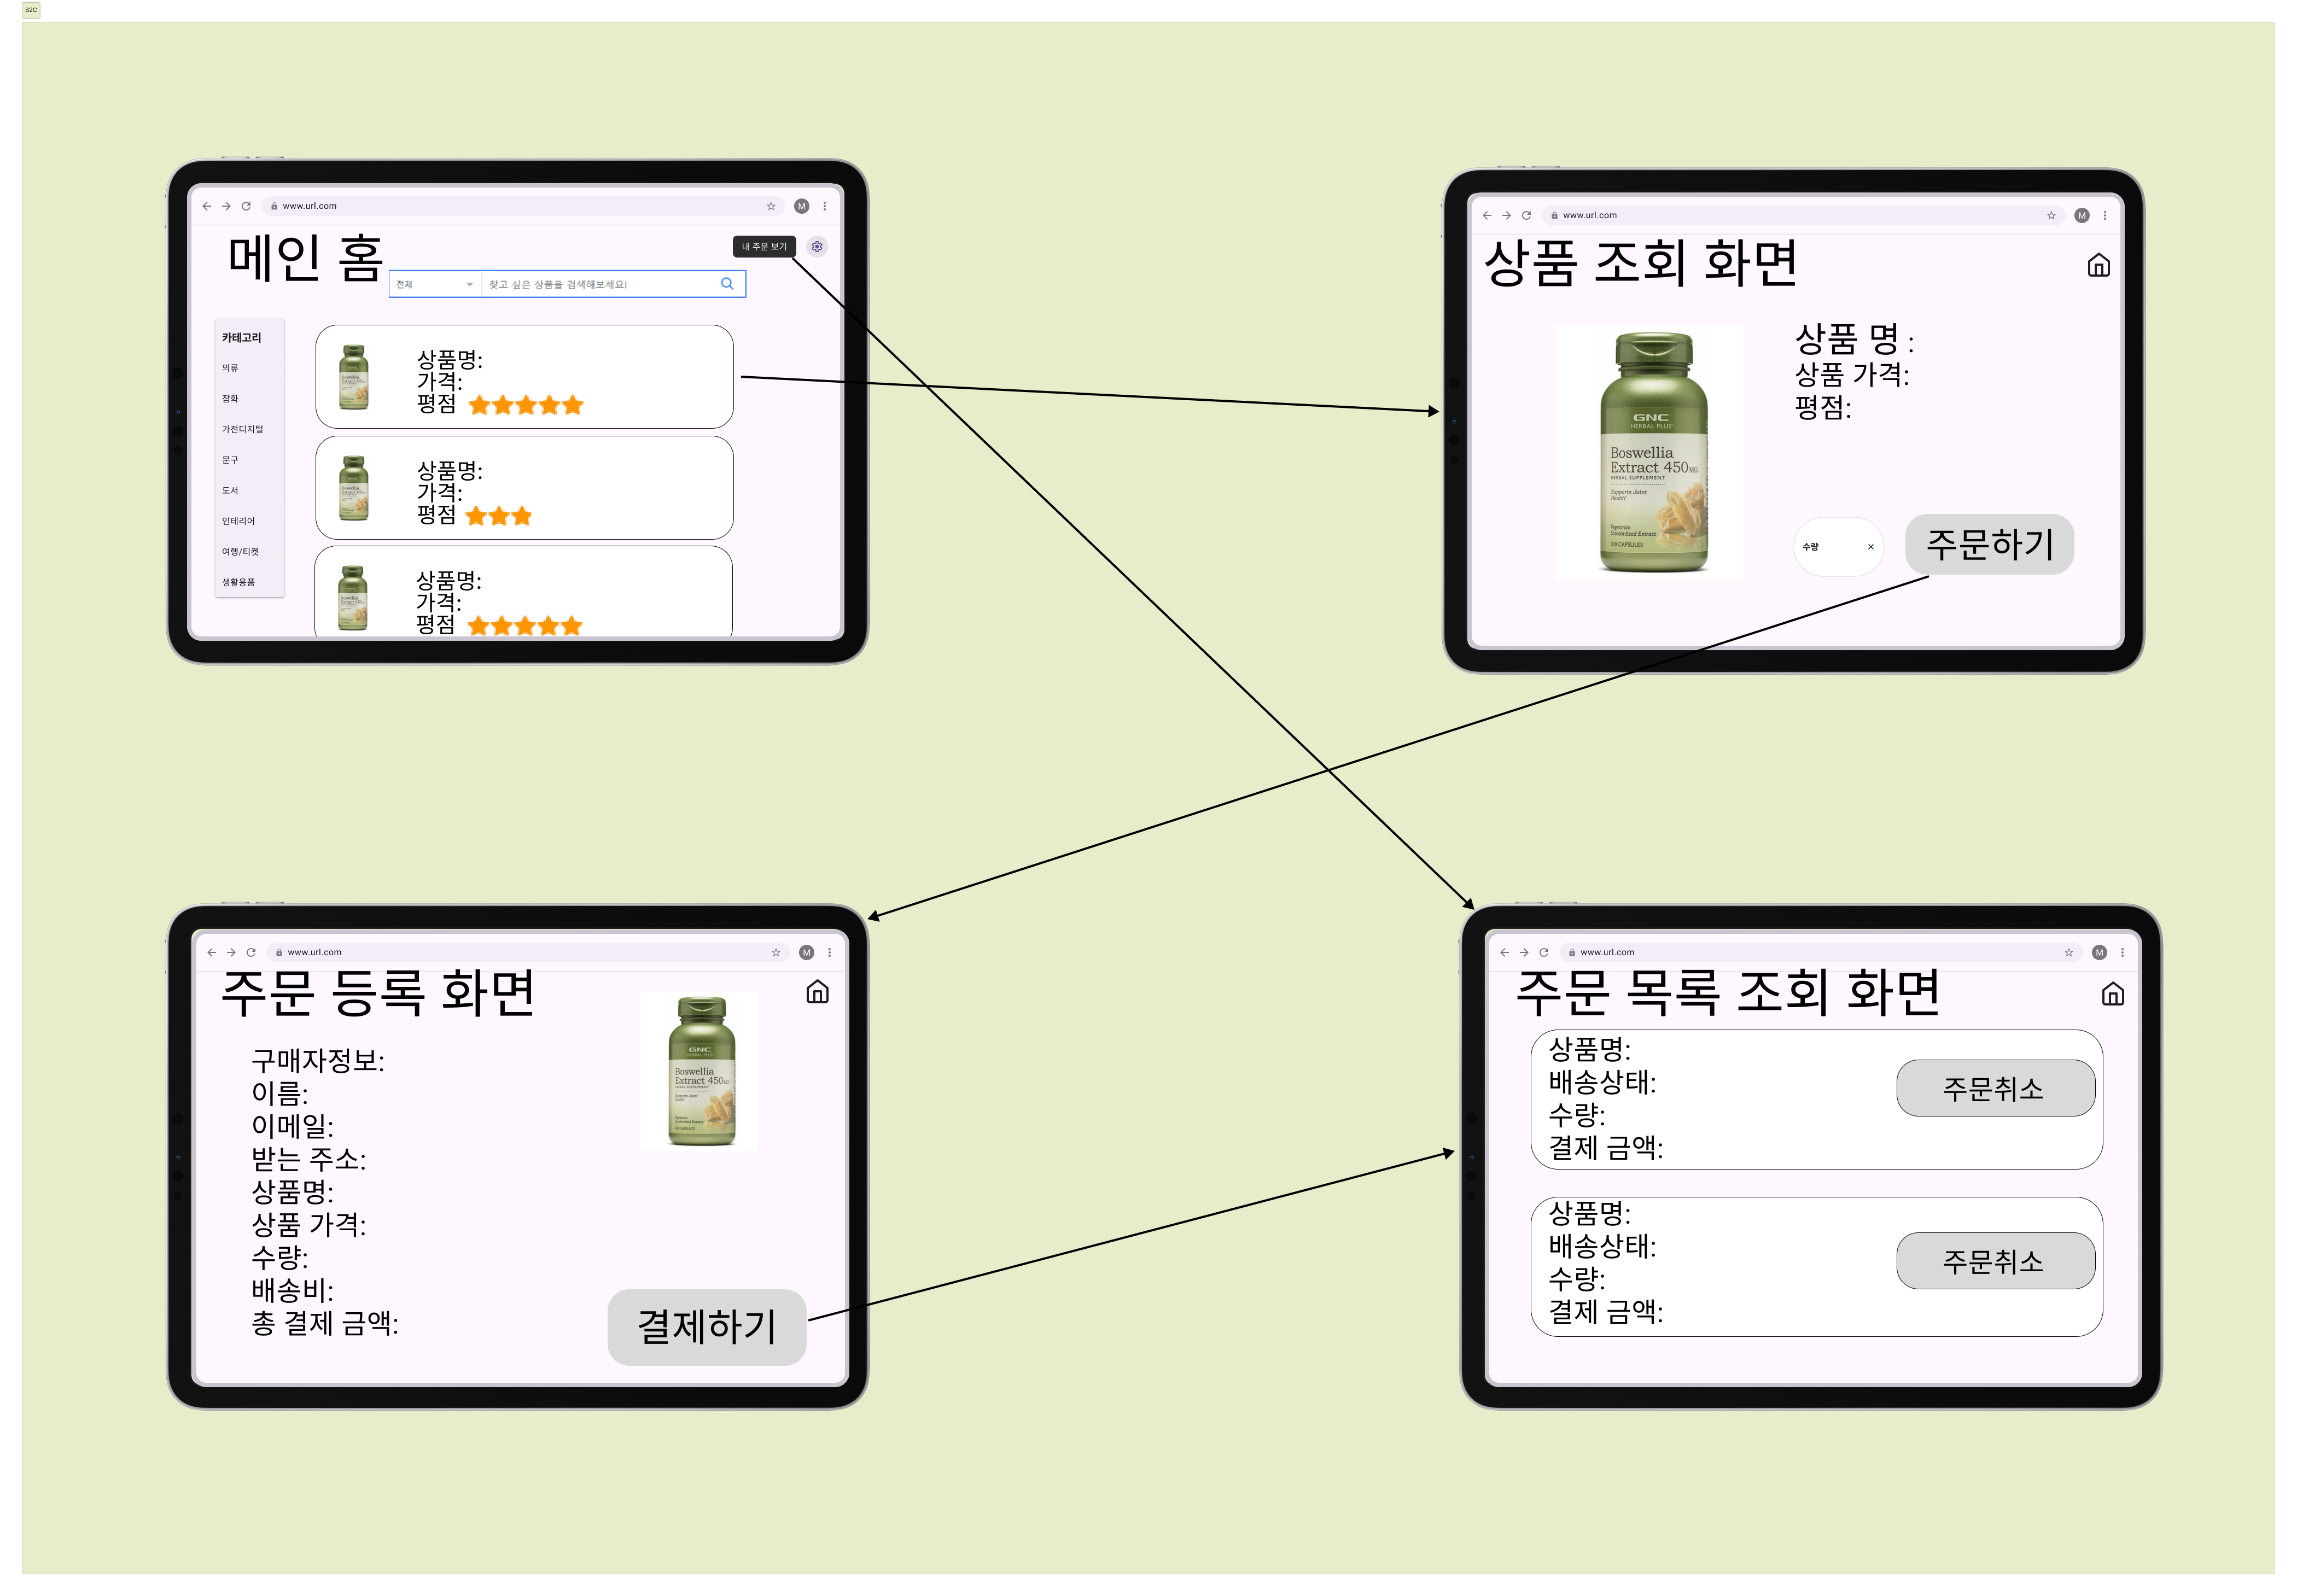 B2C
www.url.com
M
메인 홈
내 주문 보기
전체
찾고 싶은 상품을 검색해보세요!
카테고리
의류
잡화
가전디지털
문구
도서
인테리어
여행/티켓
생활용품
상품명:
가격:
평점
상품명:
가격:
평점
상품명:
가격:
평점
www.url.com
M
상품 조회 화면
GNC
HERBAL PLUS
Boswellia
Extract 450MG
HERBAL SUPPLEMENT
Supports Joint
Health
Vegetarian
Standardized Extract
100 CAPSULES
상품 명 :
상품 가격:
평점:
수량
주문하기
www.url.com
M
주문 등록 화면
구매자정보:
이름:
이메일:
받는 주소:
상품명:
상품 가격:
수량:
배송비:
총 결제 금액:
GNC
HERBAL PLUS
Boswellia
Extract 450MG
결제하기
www.url.com
M
주문 목록 조회 화면
상품명:
배송상태:
수량:
결제 금액:
주문취소
상품명:
배송상태:
수량:
결제 금액:
주문취소